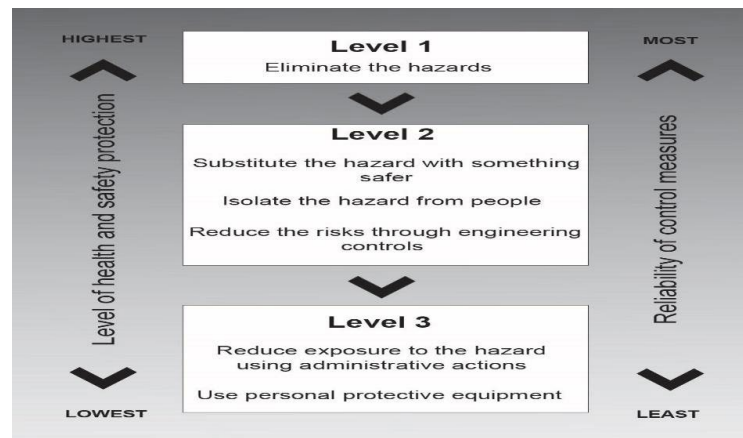 HIGHEST
Level of health and safety protection
LOWEST
Level 1
Eliminate the hazards
Level 2
Substitute the hazard with something
safer
Isolate the hazard from people
Reduce the risks through engineering
controls
Level 3
Reduce exposure to the hazard
using administrative actions
Use personal protective equipment
MOST
Reliability of control measures
LEAST